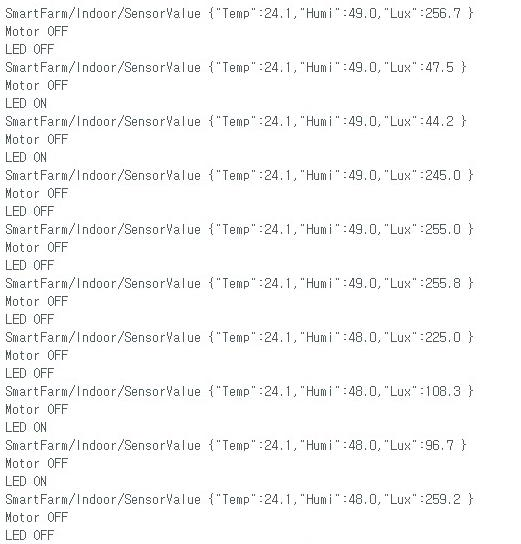 SmartFarm/Indoor/SensorValue {"Temp":24.1,"Humi":49.0,"Lux":256.7 }
Motor OFF
LED OFF
SmartFarm/Indoor/SensorValue {"Temp":24.1,"Humi":49.0,"Lux":47.5 }
Motor OFF
LED ON
SmartFarm/Indoor/SensorValue {"Temp":24.1,"Humi":49.0,"Lux":44.2 }
Motor OFF
LED ON
SmartFarm/Indoor/SensorValue {"Temp":24.1,"Humi":49.0,"Lux":245.0 }
Motor OFF
LED OFF
SmartFarm/Indoor/SensorValue {"Temp":24.1,"Humi":49.0,"Lux":255.0 }
Motor OFF
LED OFF
SmartFarm/Indoor/SensorValue {"Temp":24.1,"Humi":49.0,"Lux":255.8 }
Motor OFF
LED OFF
SmartFarm/Indoor/SensorValue {"Temp":24.1,"Humi":48.0,"Lux":225.0 }
Motor OFF
LED OFF
SmartFarm/Indoor/SensorValue {"Temp":24.1,"Humi":48.0,"Lux":108.3 }
Motor OFF
LED ON
SmartFarm/Indoor/SensorValue {"Temp":24.1,"Humi":48.0,"Lux":96.7 }
Motor OFF
LED ON
SmartFarm/Indoor/SensorValue {"Temp":24.1,"Humi":48.0,"Lux":259.2 }
Motor OFF
LED OFF